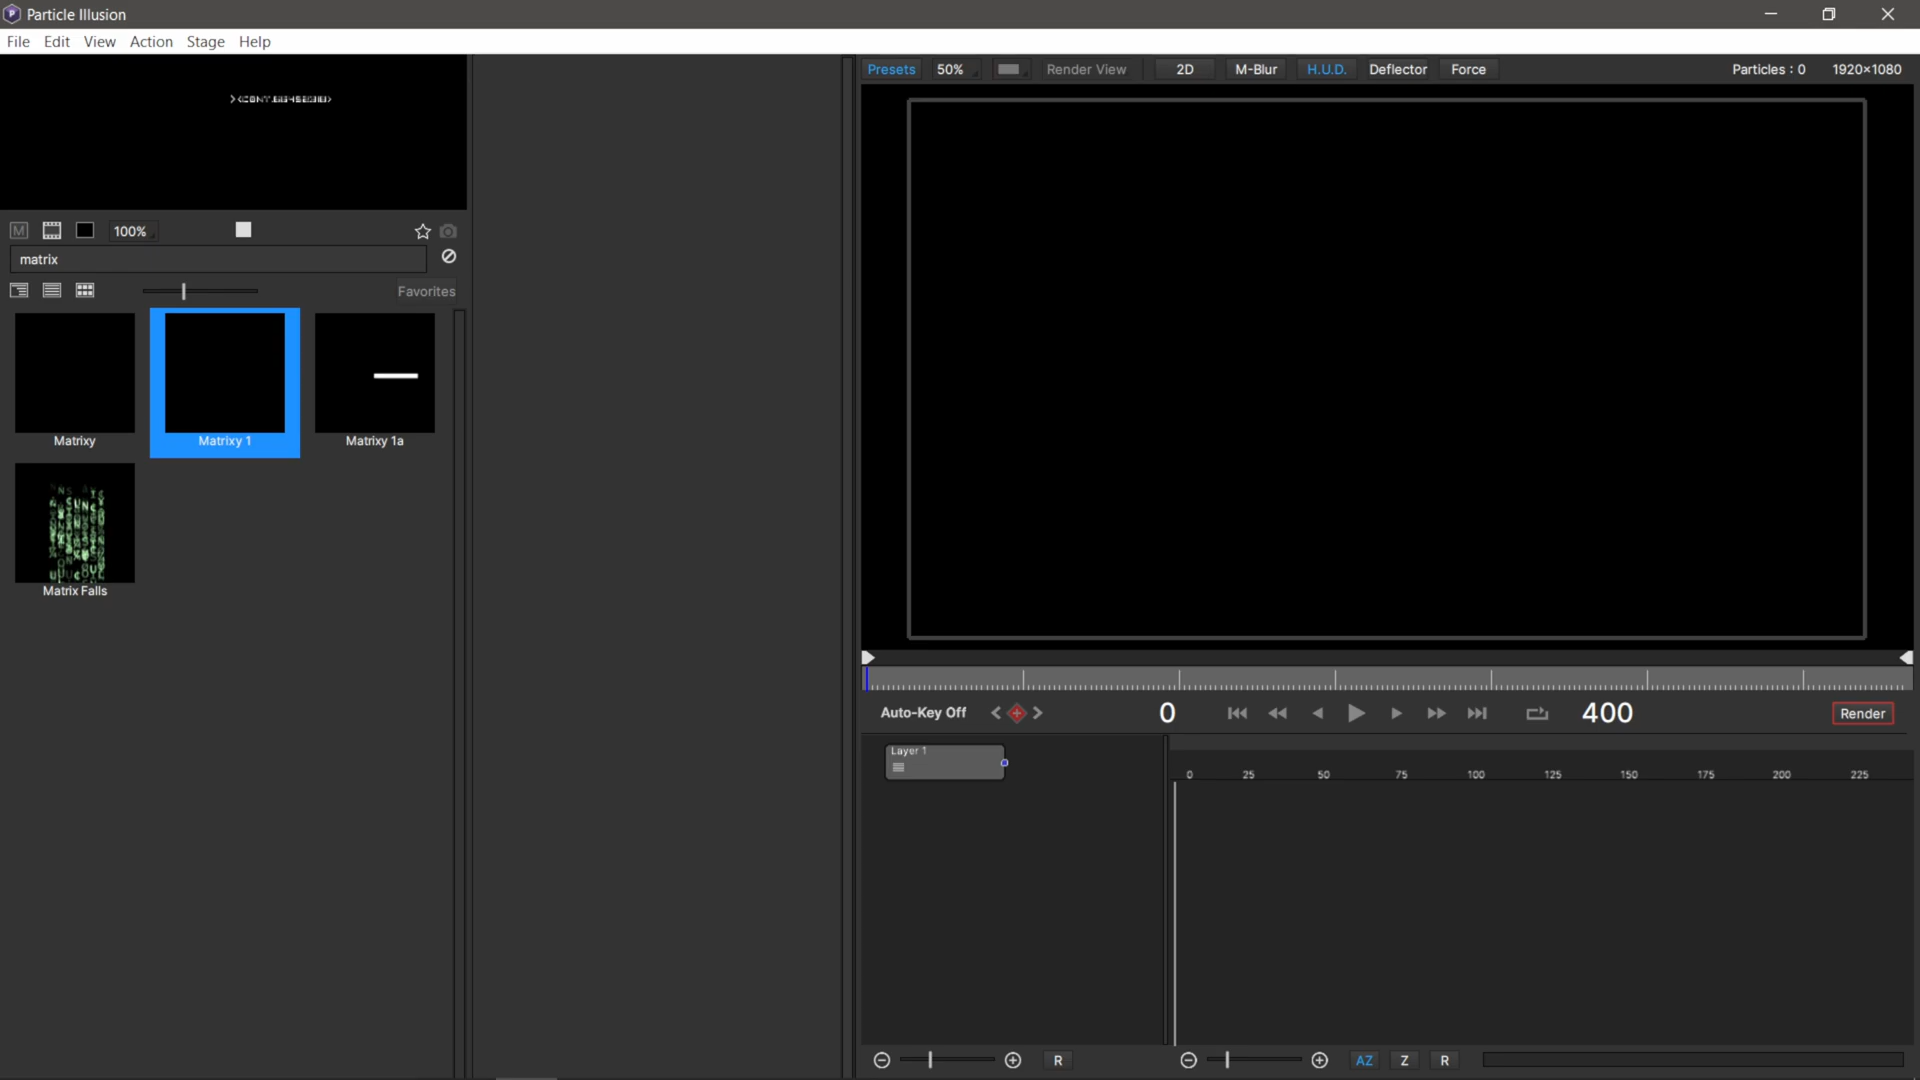 Particle Illusion
File Edit View Action Stage Help
Presets 50% Render View 2D M-Blur H.U.D. Deflector Force Particles : 0 1920×1080
M 100%
matrix
Favorites
Matrixy Matrixy 1 Matrixy 1a
Matrix Falls
Auto-Key Off 0 400 Render
Layer 1
0 25 50 75 100 125 150 175 200 225
R AZ Z R